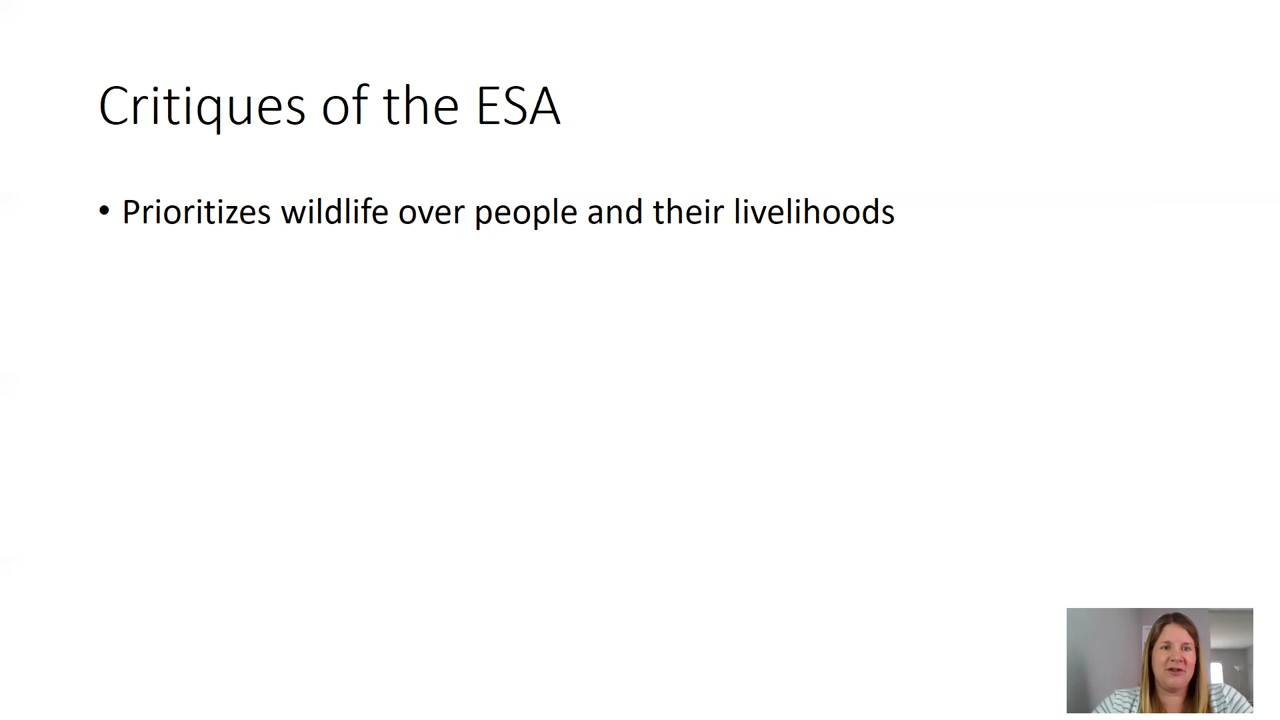 Critiques of the ESA
• Prioritizes wildlife over people and their livelihoods